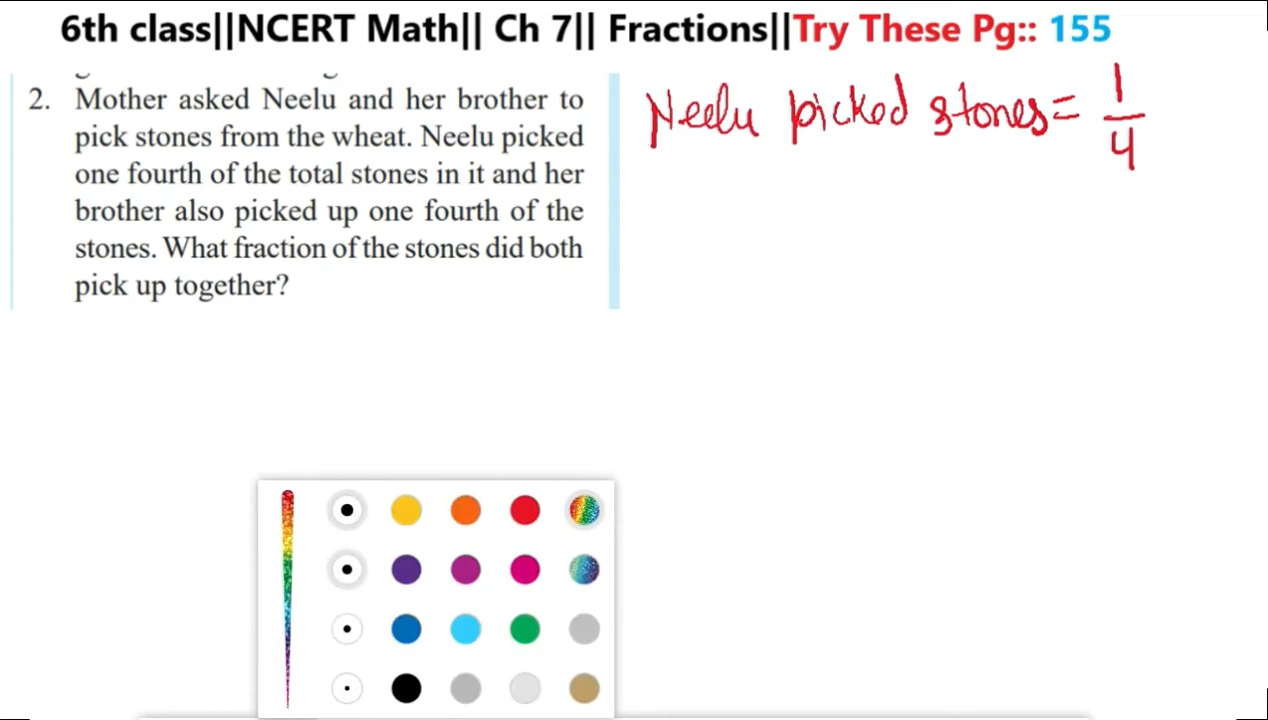 6th class||NCERT Math|| Ch 7|| Fractions||Try These Pg:: 155
2. Mother asked Neelu and her brother to
pick stones from the wheat. Neelu picked
one fourth of the total stones in it and her
brother also picked up one fourth of the
stones. What fraction of the stones did both
pick up together?
Neelu picked stones = 1/4